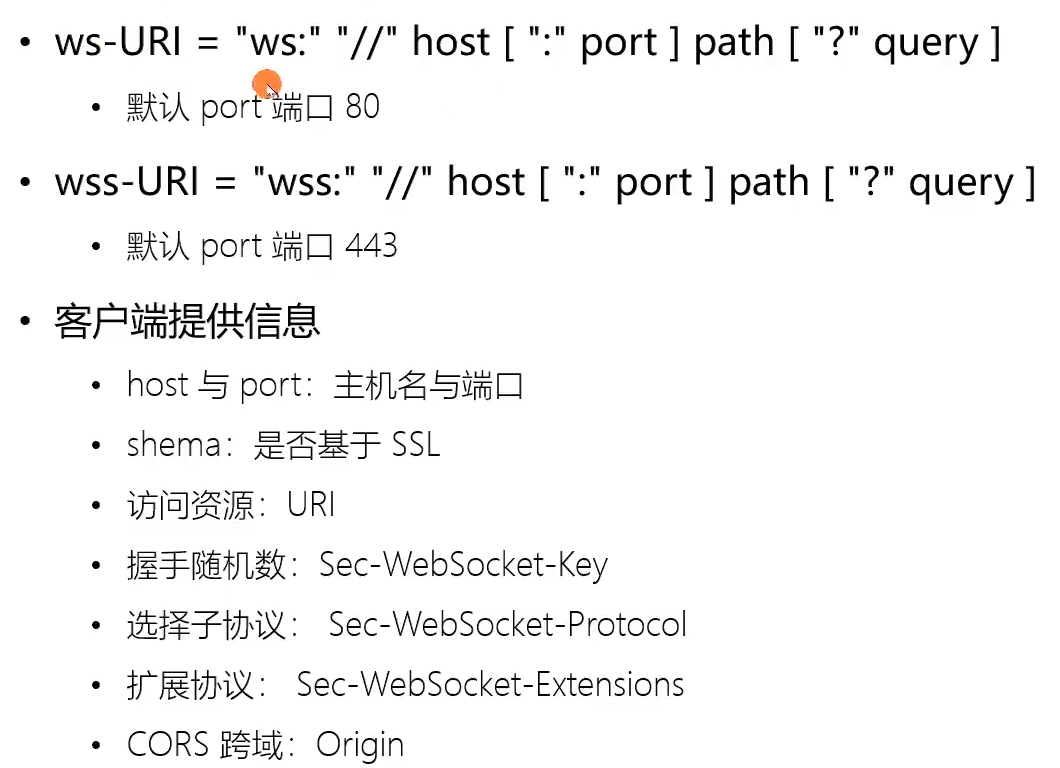 • ws-URI = "ws:" "//" host [ ":" port ] path [ "?" query ]
• 默认 port 端口 80
• wss-URI = "wss:" "//" host [ ":" port ] path [ "?" query ]
• 默认 port 端口 443
• 客户端提供信息
• host 与 port：主机名与端口
• shema：是否基于 SSL
• 访问资源：URI
• 握手随机数：Sec-WebSocket-Key
• 选择子协议： Sec-WebSocket-Protocol
• 扩展协议： Sec-WebSocket-Extensions
• CORS 跨域：Origin